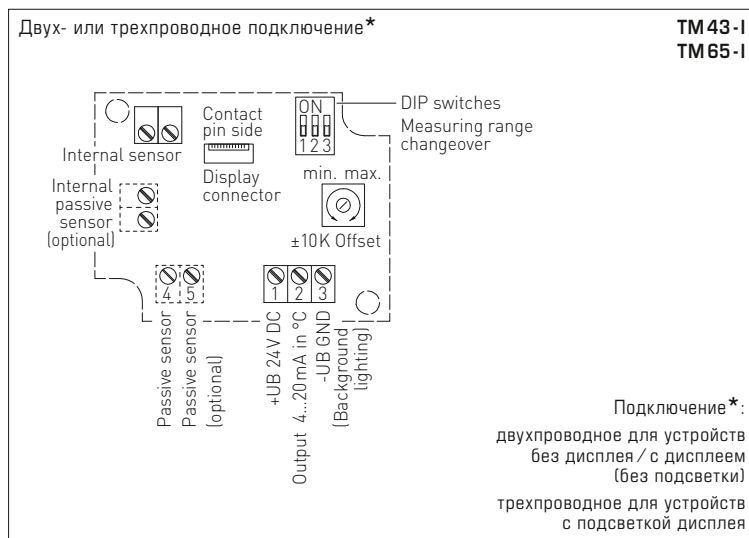 Двух- или трехпроводное подключение*
TM43-I
TM65-I
ON
1 2 3
DIP switches
Measuring range
changeover
Contact
pin side
Internal sensor
Display
connector
Internal
passive
sensor
(optional)
min. max.
±10K Offset
4 5
1 2 3
Passive sensor
Passive sensor
(optional)
+UB 24V DC
Output 4...20mA in °C
-UB GND
(Background
lighting)
Подключение*:
двухпроводное для устройств
без дисплея / с дисплеем
(без подсветки)
трехпроводное для устройств
с подсветкой дисплея